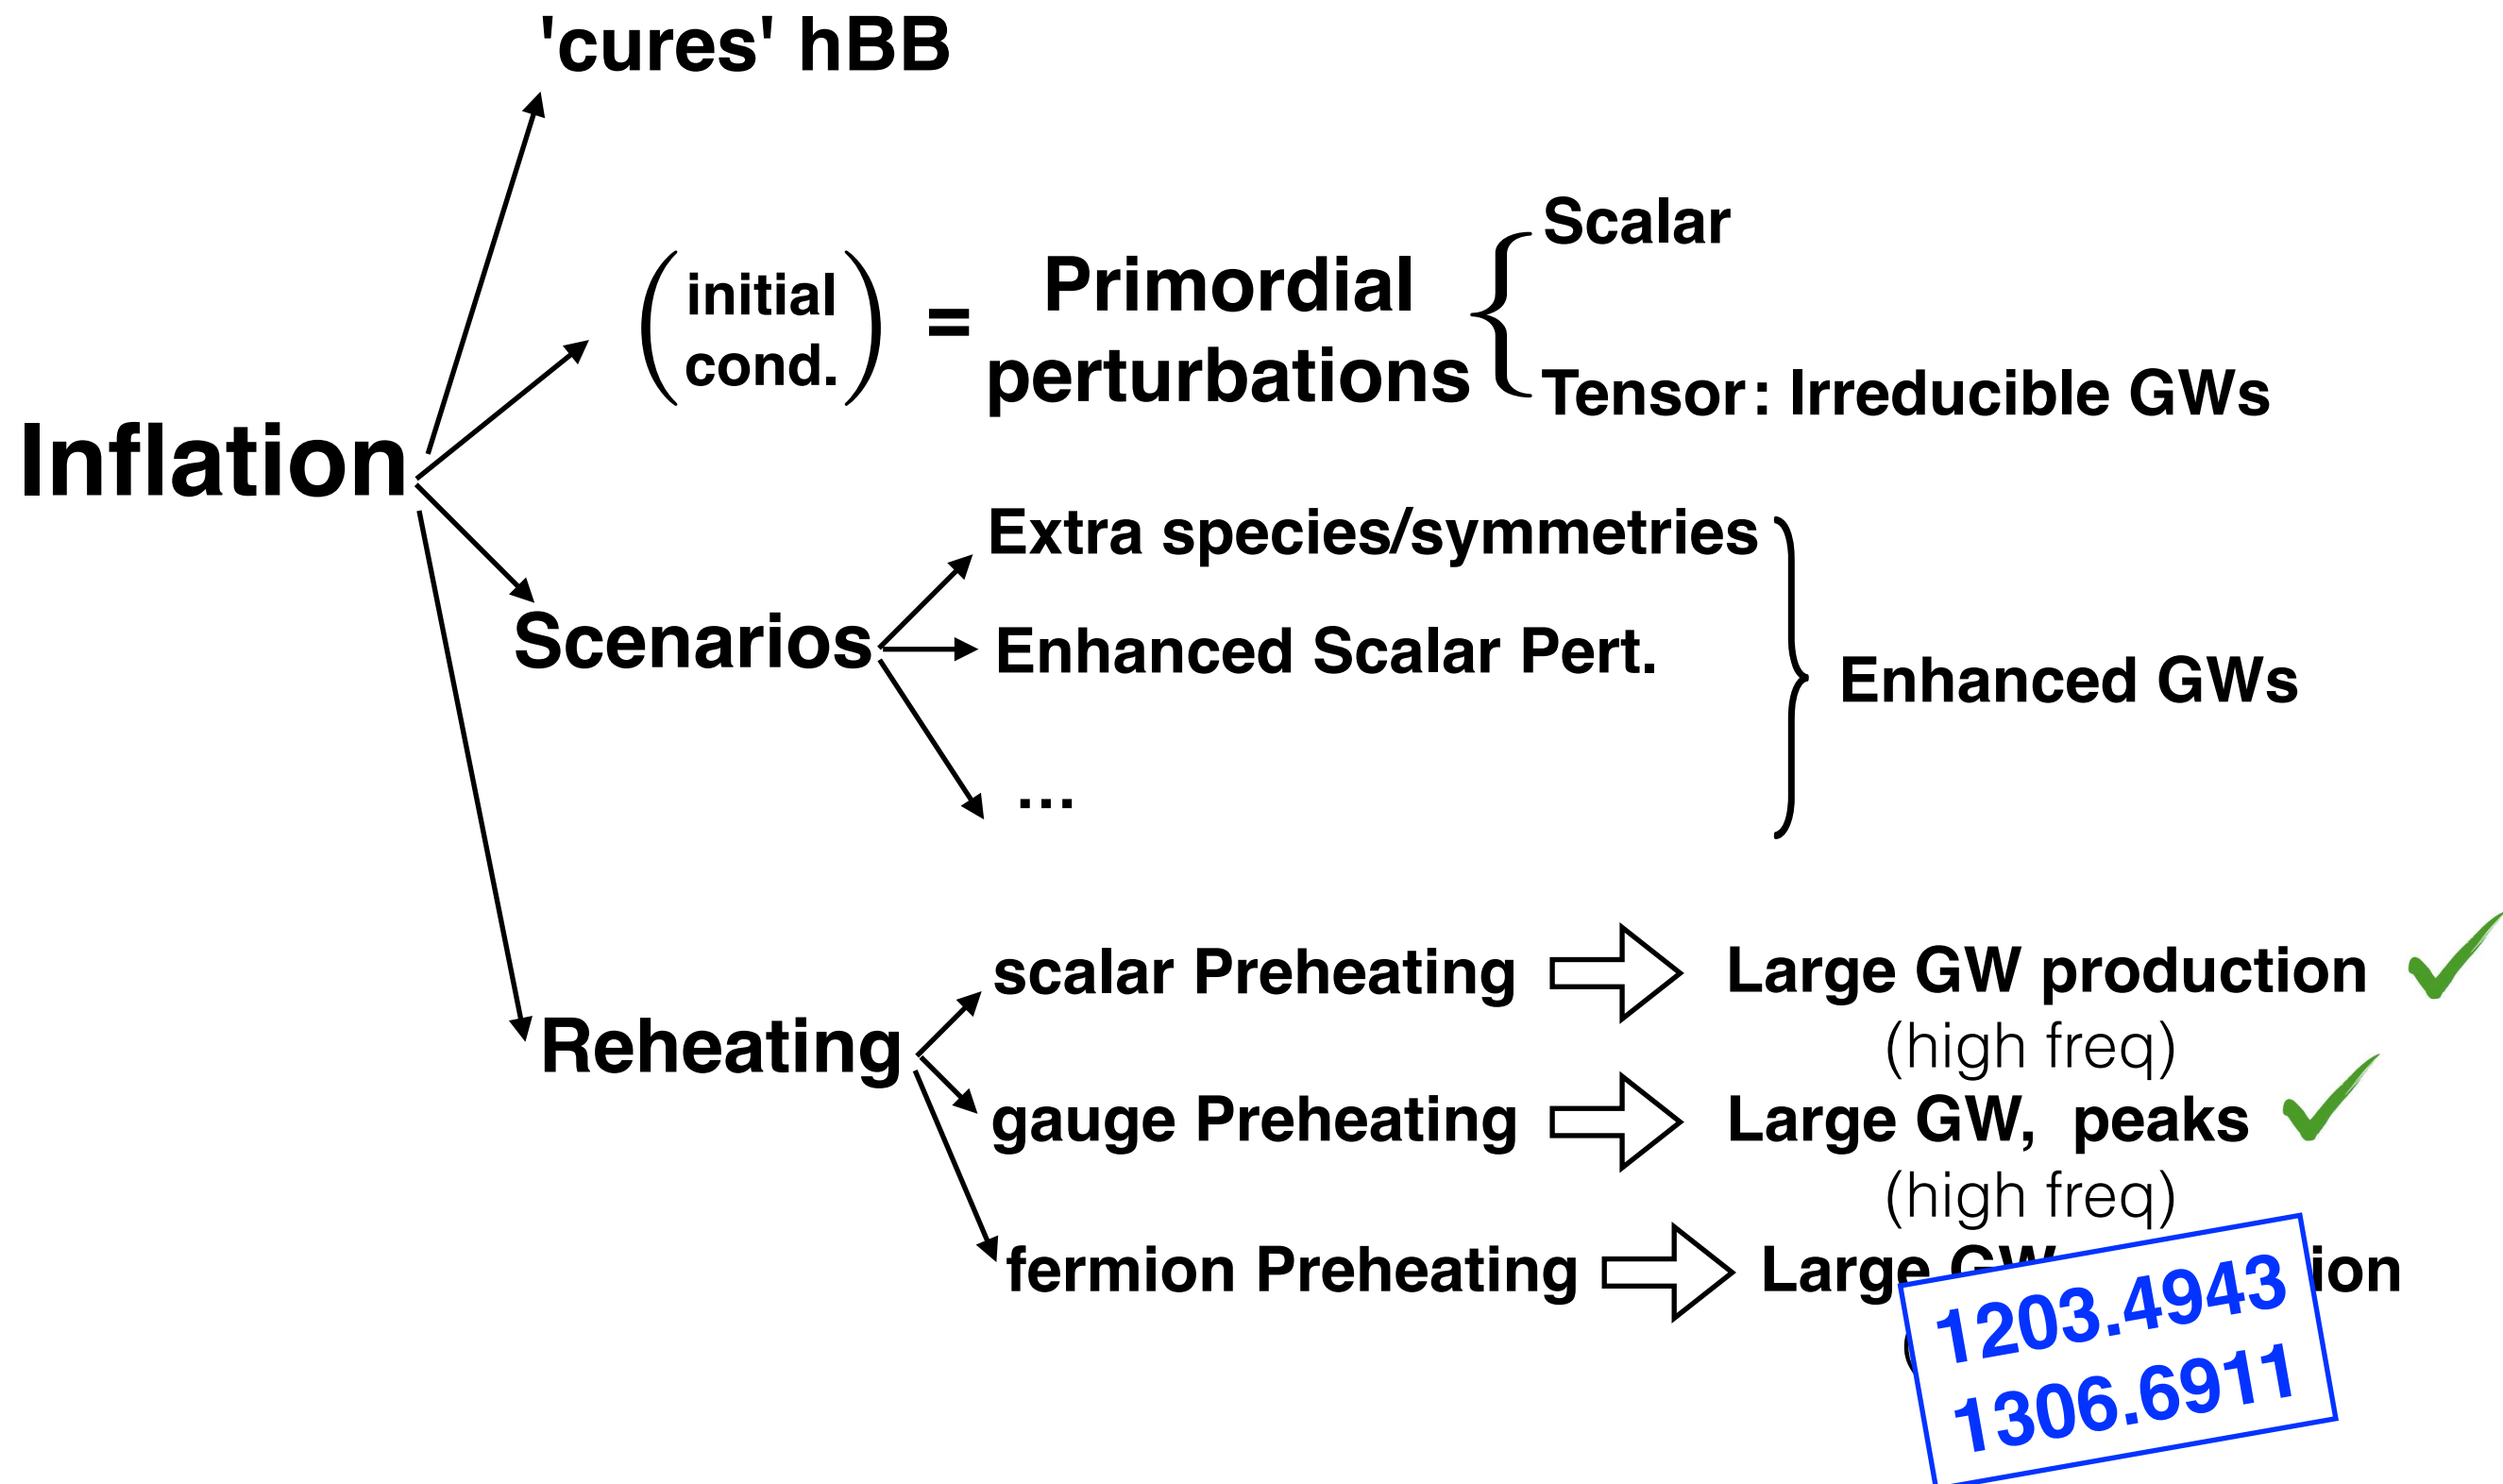 'cures' hBB
Scalar
initial
cond.
=
Primordial
perturbations
Tensor: Irreducible GWs
Inflation
Extra species/symmetries
Scenarios
Enhanced Scalar Pert.
Enhanced GWs
...
scalar Preheating
Large GW production
(high freq)
Reheating
gauge Preheating
Large GW, peaks
(high freq)
fermion Preheating
Large GW
1203.4943
1306.6911